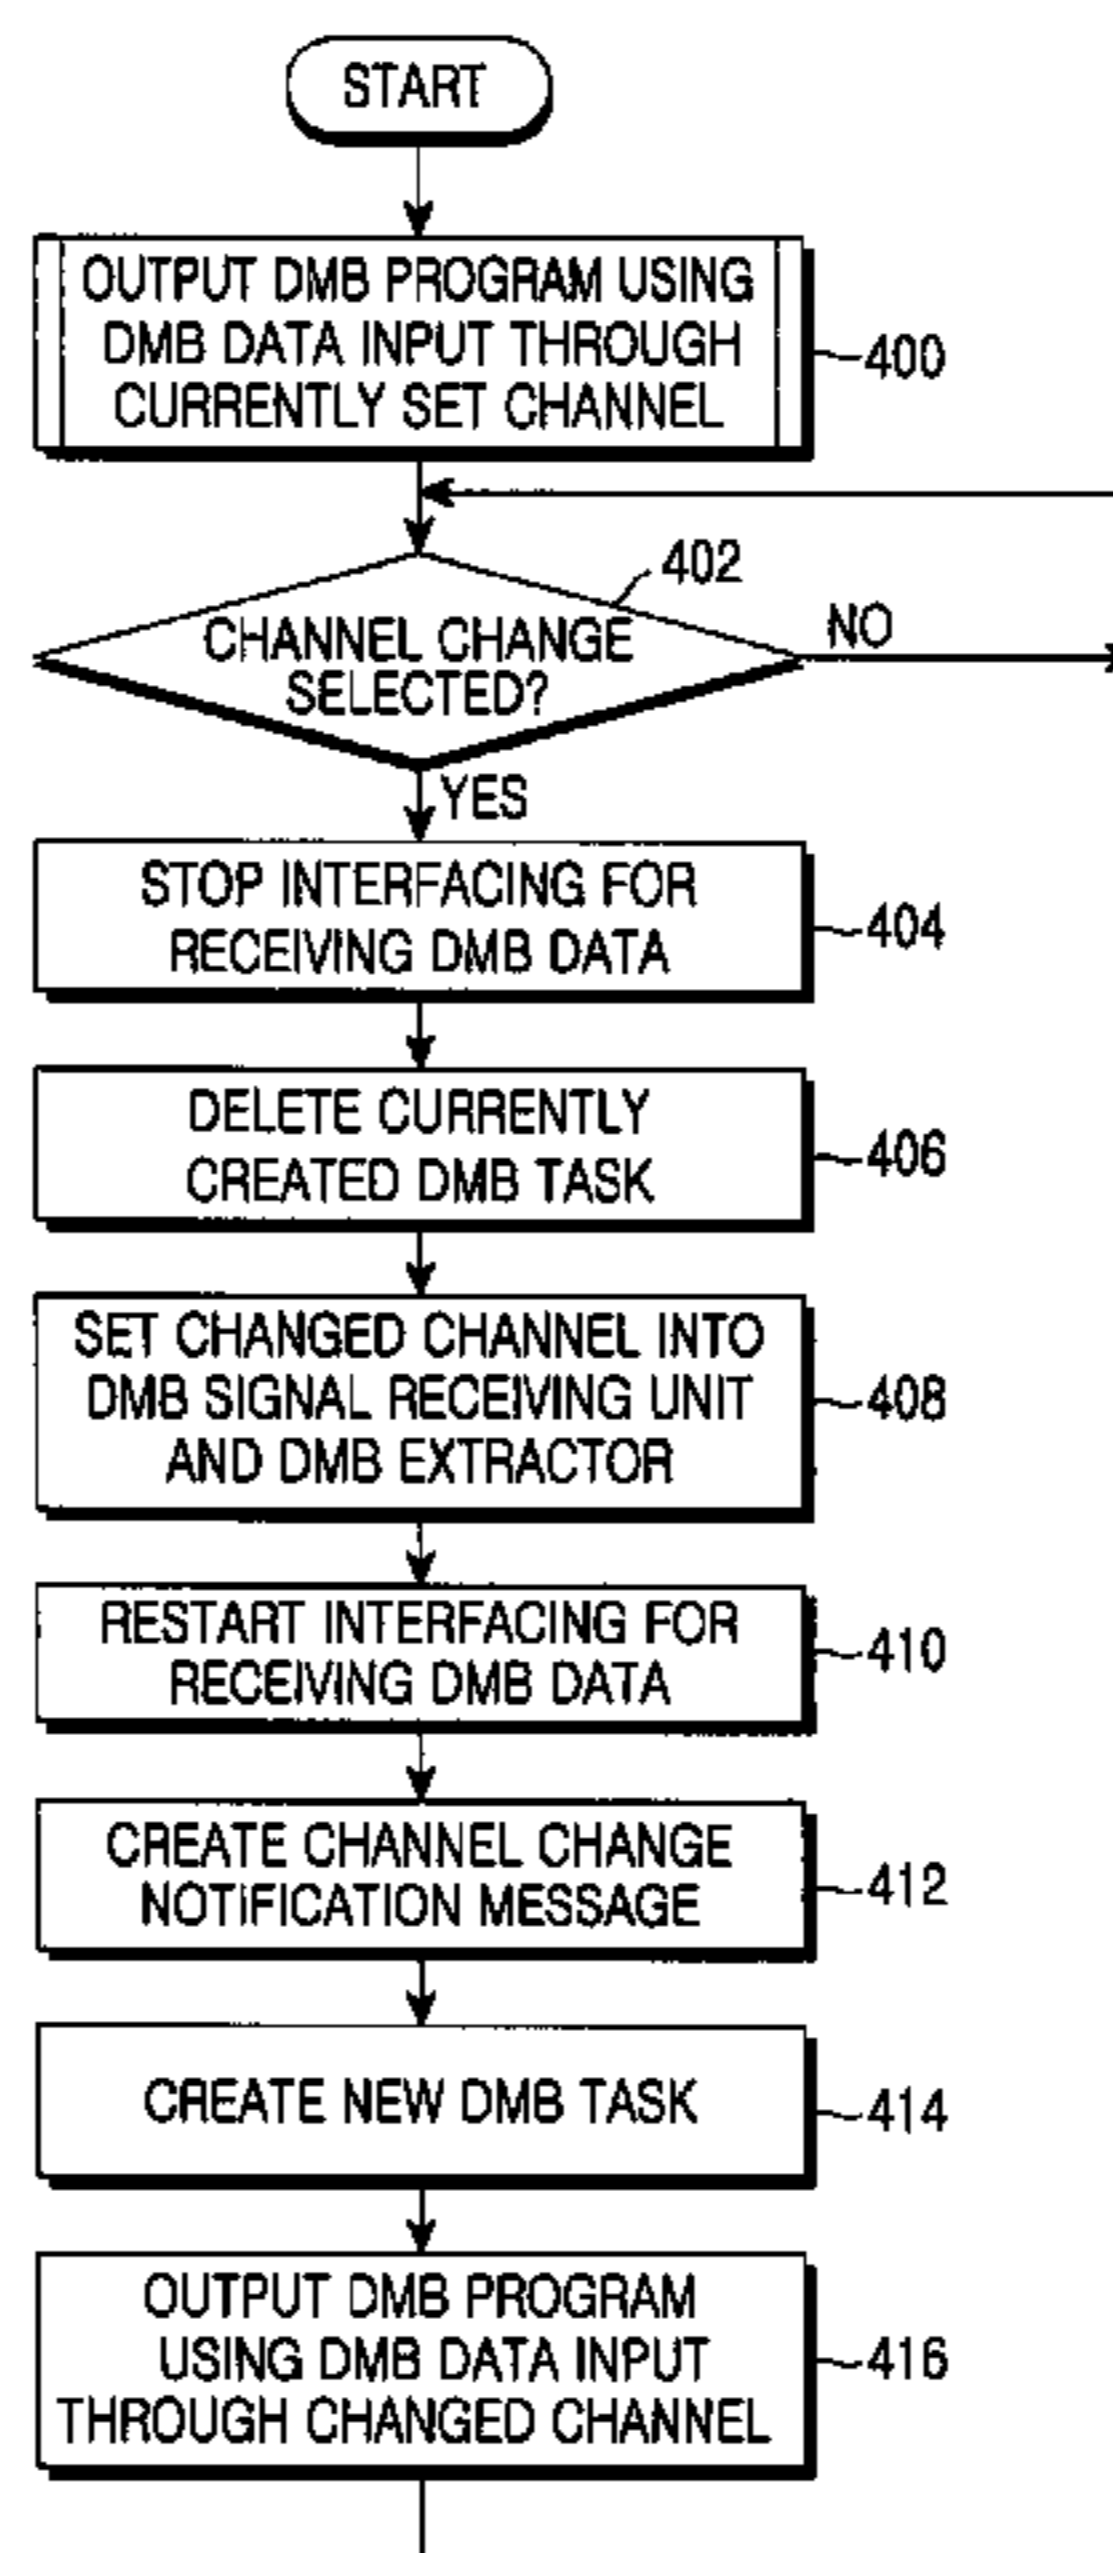 START
OUTPUT DMB PROGRAM USING
DMB DATA INPUT THROUGH
CURRENTLY SET CHANNEL
400
402
CHANNEL CHANGE
SELECTED?
NO
YES
STOP INTERFACING FOR
RECEIVING DMB DATA
404
DELETE CURRENTLY
CREATED DMB TASK
406
SET CHANGED CHANNEL INTO
DMB SIGNAL RECEIVING UNIT
AND DMB EXTRACTOR
408
RESTART INTERFACING FOR
RECEIVING DMB DATA
410
CREATE CHANNEL CHANGE
NOTIFICATION MESSAGE
412
CREATE NEW DMB TASK
414
OUTPUT DMB PROGRAM
USING DMB DATA INPUT
THROUGH CHANGED CHANNEL
416